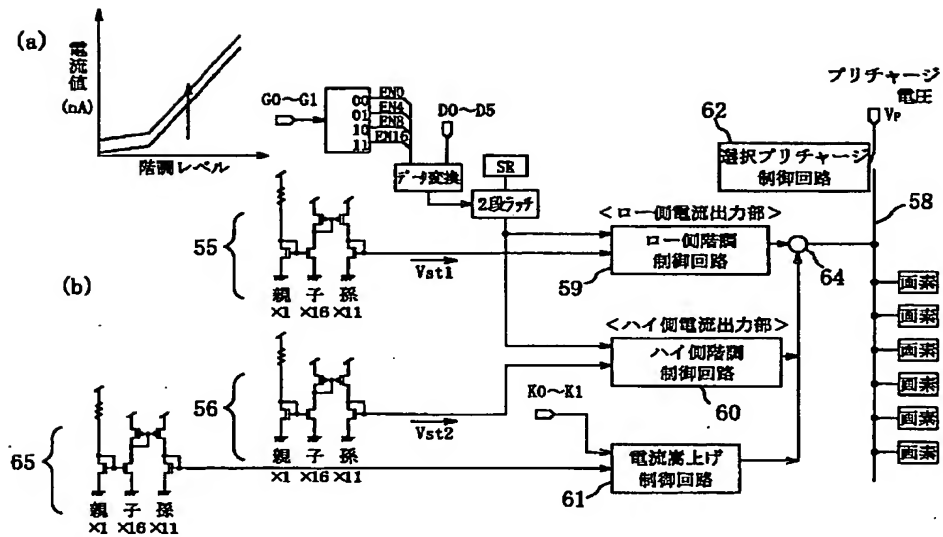 (a)
電流値
(nA)
階調レベル
G0～G1
00
01
10
11
EN0
EN4
EN8
EN16
D0～D5
データ変換
SR
2段ラッチ
プリチャージ
電圧
VP
62
選択プリチャージ
制御回路
58
＜ロー側電流出力部＞
ロー側階調
制御回路
59
64
55
Vst1
親 子 孫
×1 ×16 ×11
(b)
＜ハイ側電流出力部＞
ハイ側階調
制御回路
60
56
Vst2
親 子 孫
×1 ×16 ×11
K0～K1
電流嵩上げ
制御回路
61
65
親 子 孫
×1 ×16 ×11
画素
画素
画素
画素
画素
画素